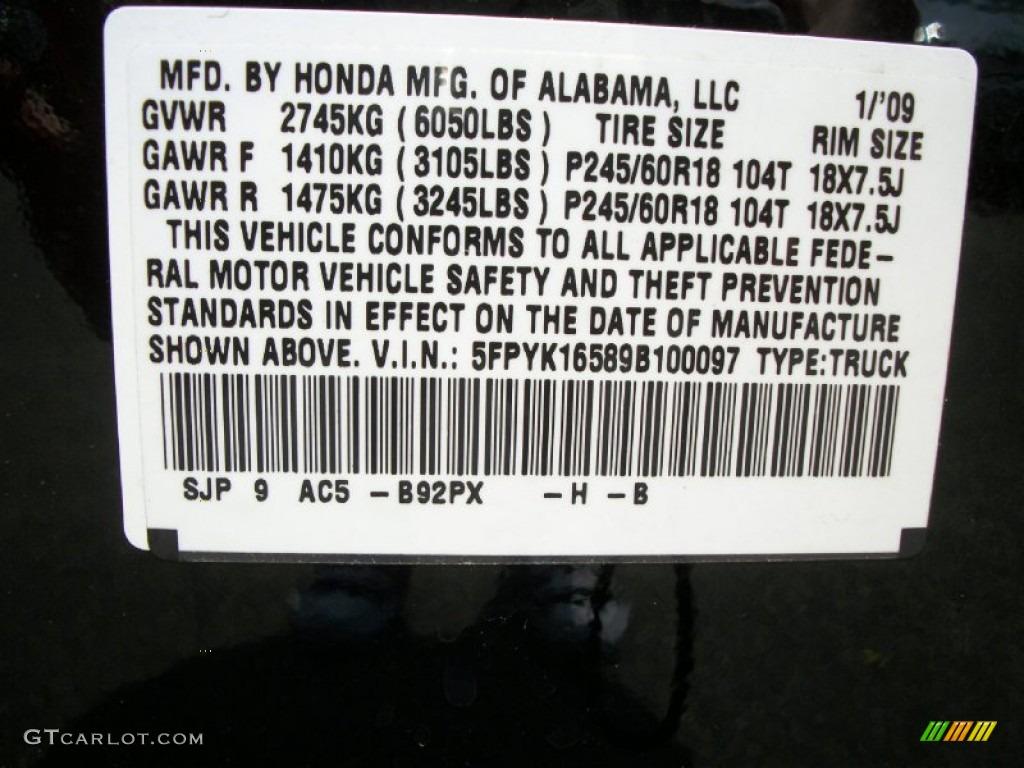 MFD. BY HONDA MFG. OF ALABAMA, LLC 1/'09
GVWR 2745KG (6050LBS) TIRE SIZE RIM SIZE
GAWR F 1410KG (3105LBS) P245/60R18 104T 18X7.5J
GAWR R 1475KG (3245LBS) P245/60R18 104T 18X7.5J
THIS VEHICLE CONFORMS TO ALL APPLICABLE FEDE-
RAL MOTOR VEHICLE SAFETY AND THEFT PREVENTION
STANDARDS IN EFFECT ON THE DATE OF MANUFACTURE
SHOWN ABOVE. V.I.N.: 5FPYK16589B100097 TYPE:TRUCK
SJP 9 AC5 -B92PX -H -B
GTCARLOT.COM